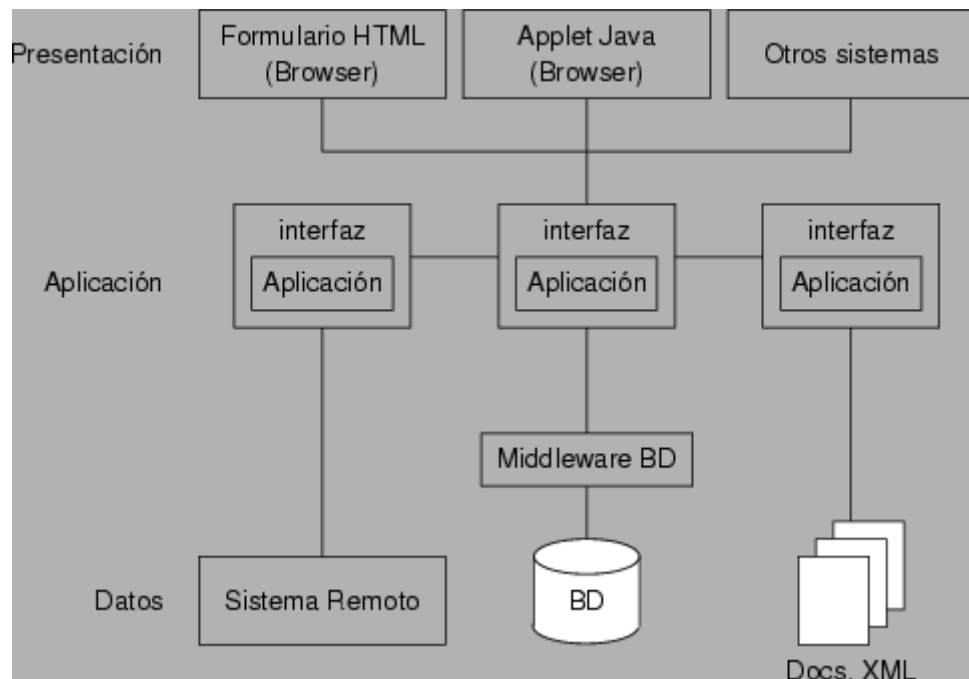 Presentación
Formulario HTML
(Browser)
Applet Java
(Browser)
Otros sistemas
Aplicación
interfaz
Aplicación
interfaz
Aplicación
interfaz
Aplicación
Middleware BD
Datos
Sistema Remoto
BD
Docs. XML